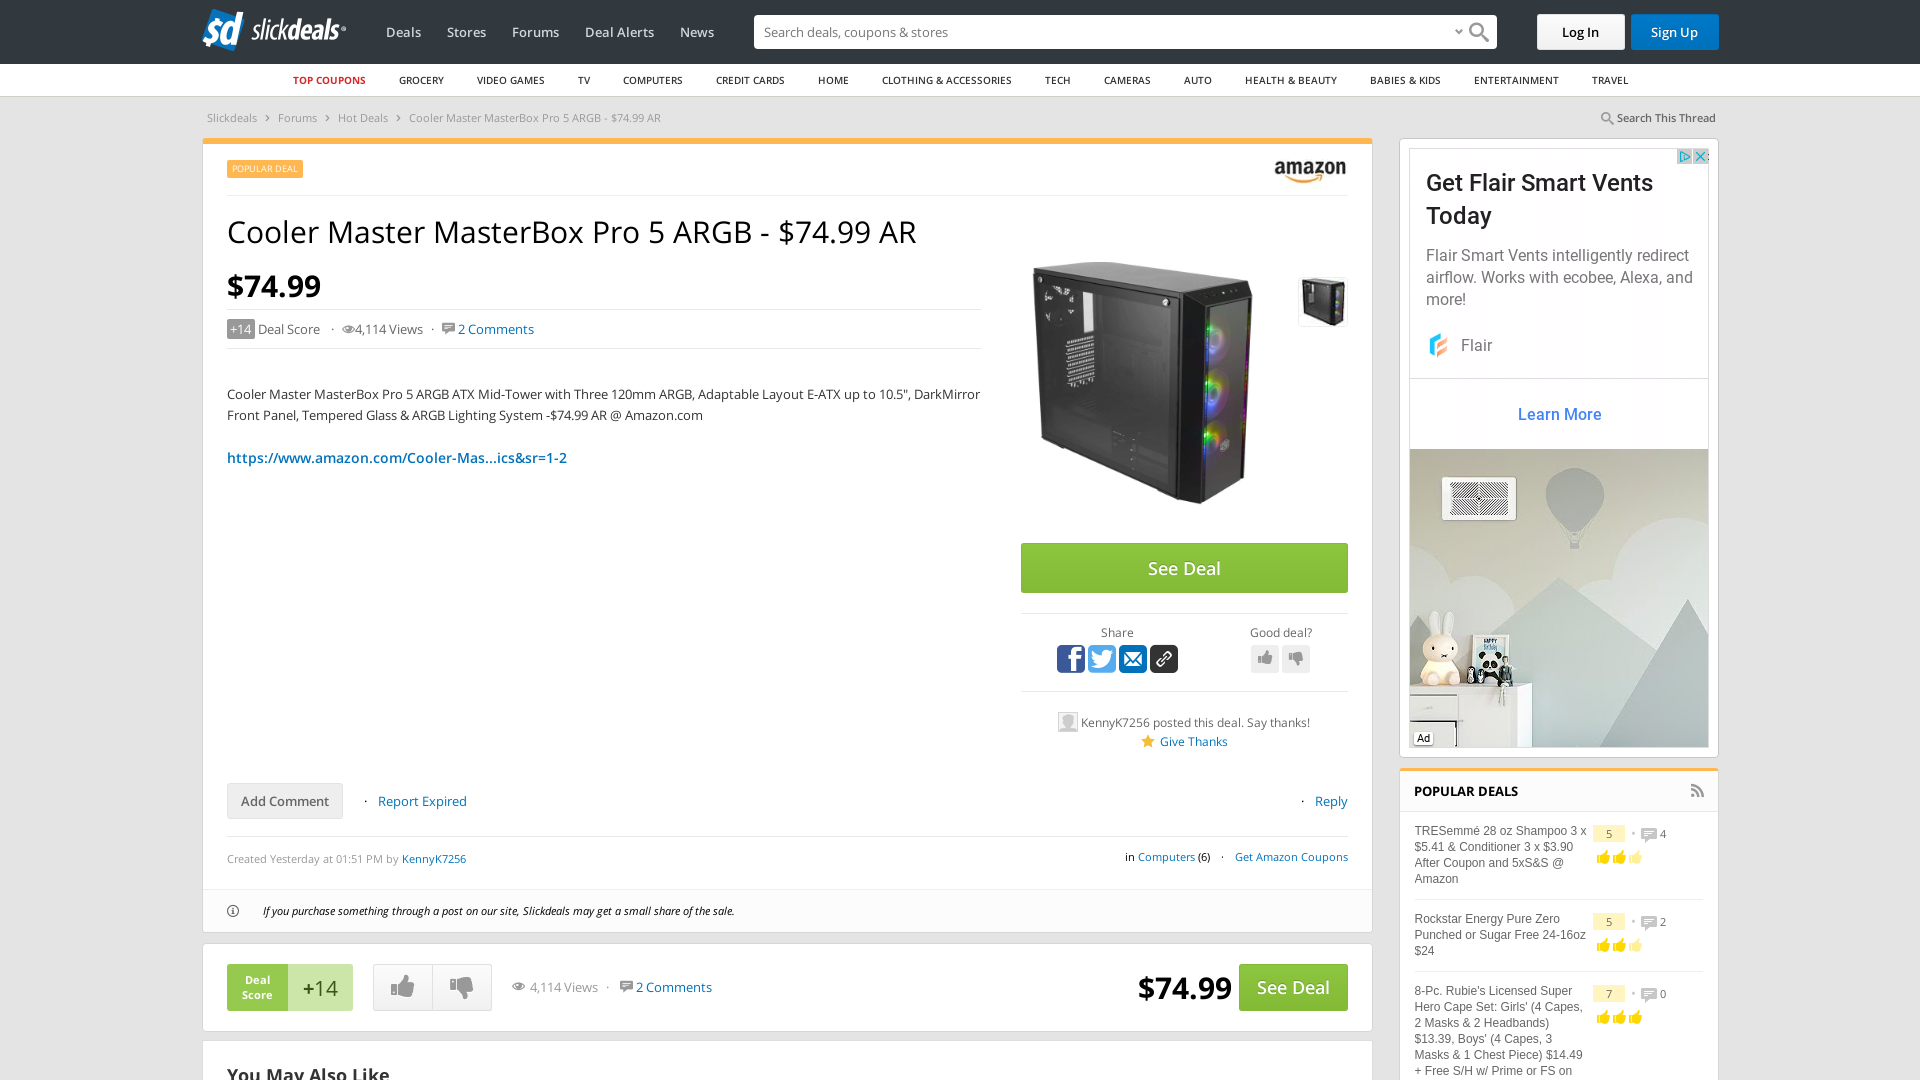 slickdeals
Deals
Stores
Forums
Deal Alerts
News
Search deals, coupons & stores
Log In
Sign Up
TOP COUPONS
GROCERY
VIDEO GAMES
TV
COMPUTERS
CREDIT CARDS
HOME
CLOTHING & ACCESSORIES
TECH
CAMERAS
AUTO
HEALTH & BEAUTY
BABIES & KIDS
ENTERTAINMENT
TRAVEL
Slickdeals > Forums > Hot Deals > Cooler Master MasterBox Pro 5 ARGB - $74.99 AR
Search This Thread
POPULAR DEAL
amazon
Cooler Master MasterBox Pro 5 ARGB - $74.99 AR
$74.99
+14 Deal Score · 4,114 Views · 2 Comments
Cooler Master MasterBox Pro 5 ARGB ATX Mid-Tower with Three 120mm ARGB, Adaptable Layout E-ATX up to 10.5", DarkMirror
Front Panel, Tempered Glass & ARGB Lighting System -$74.99 AR @ Amazon.com
https://www.amazon.com/Cooler-Mas...ics&sr=1-2
See Deal
Share
Good deal?
KennyK7256 posted this deal. Say thanks!
Give Thanks
Add Comment
· Report Expired
· Reply
Created Yesterday at 01:51 PM by KennyK7256
in Computers (6) · Get Amazon Coupons
If you purchase something through a post on our site, Slickdeals may get a small share of the sale.
Deal
Score
+14
4,114 Views · 2 Comments
$74.99
See Deal
You May Also Like
Get Flair Smart Vents
Today
Flair Smart Vents intelligently redirect
airflow. Works with ecobee, Alexa, and
more!
Flair
Learn More
HAPPY
Birthday
Ad
POPULAR DEALS
TRESemmé 28 oz Shampoo 3 x
$5.41 & Conditioner 3 x $3.90
After Coupon and 5xS&S @
Amazon
5 • 4
Rockstar Energy Pure Zero
Punched or Sugar Free 24-16oz
$24
5 • 2
8-Pc. Rubie's Licensed Super
Hero Cape Set: Girls' (4 Capes,
2 Masks & 2 Headbands)
$13.39, Boys' (4 Capes, 3
Masks & 1 Chest Piece) $14.49
+ Free S/H w/ Prime or FS on
7 • 0